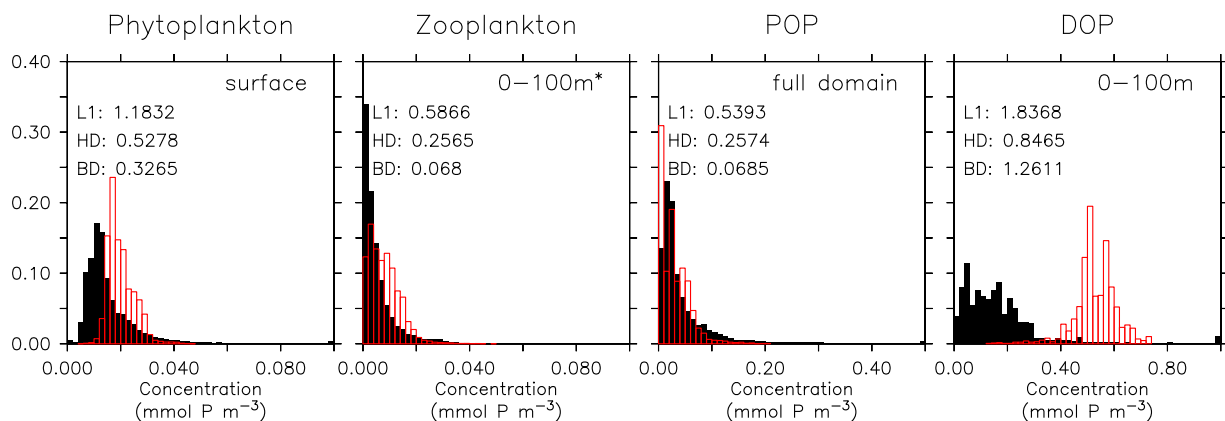 Phytoplankton
Zooplankton
POP
DOP
0.40
0.30
0.20
0.10
0.00
surface
L1: 1.1832
HD: 0.5278
BD: 0.3265
0.000
0.040
0.080
Concentration
(mmol P m⁻³)
0−100m*
L1: 0.5866
HD: 0.2565
BD: 0.068
0.000
0.040
0.080
Concentration
(mmol P m⁻³)
full domain
L1: 0.5393
HD: 0.2574
BD: 0.0685
0.00
0.20
0.40
Concentration
(mmol P m⁻³)
0−100m
L1: 1.8368
HD: 0.8465
BD: 1.2611
0.00
0.40
0.80
Concentration
(mmol P m⁻³)